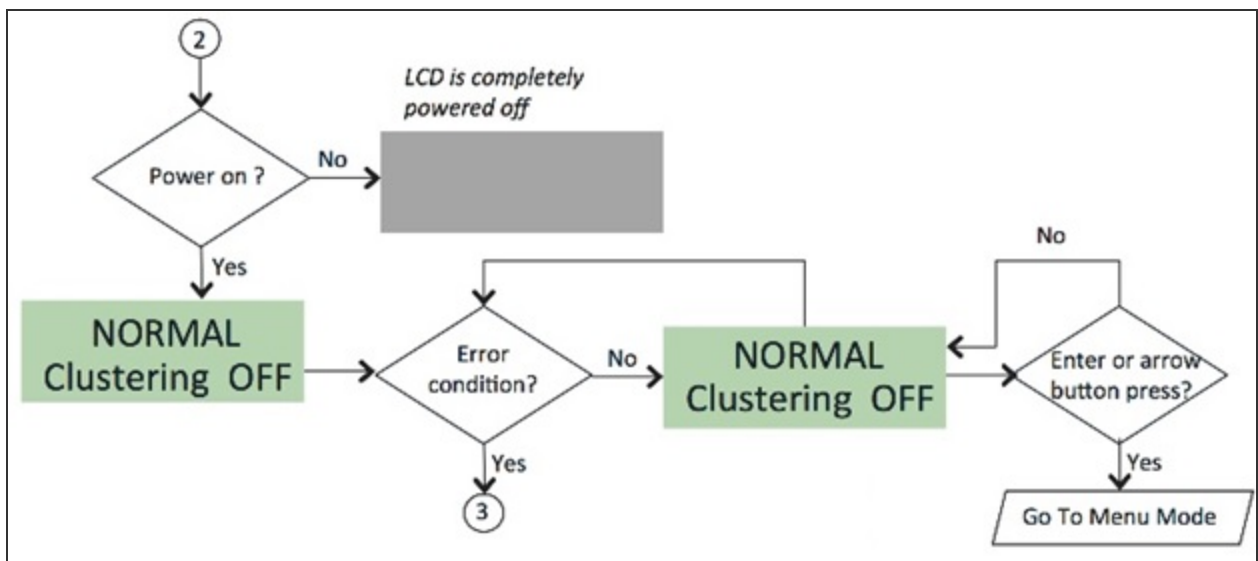 2
LCD is completely
powered off
Power on ?
No
Yes
NORMAL
Clustering OFF
Error
condition?
No
Yes
3
NORMAL
Clustering OFF
No
Enter or arrow
button press?
Yes
Go To Menu Mode